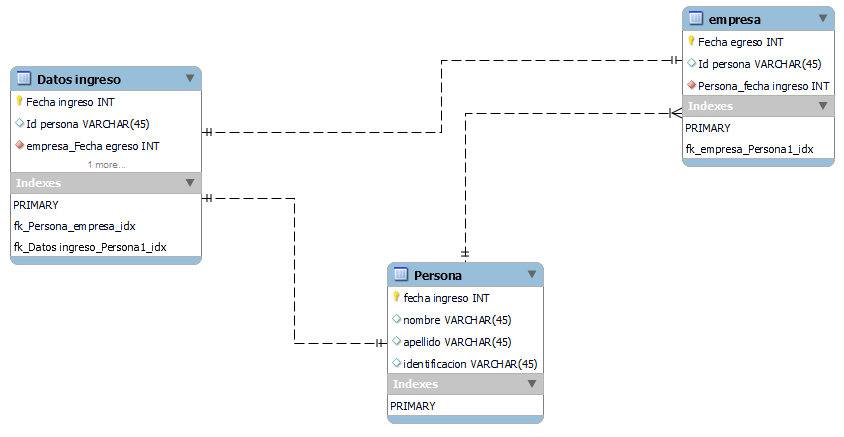 Datos ingreso
Fecha ingreso INT
Id persona VARCHAR(45)
empresa_Fecha egreso INT
1 more...
Indexes
PRIMARY
fk_Persona_empresa_idx
fk_Datos ingreso_Persona1_idx
empresa
Fecha egreso INT
Id persona VARCHAR(45)
Persona_fecha ingreso INT
Indexes
PRIMARY
fk_empresa_Persona1_idx
Persona
fecha ingreso INT
nombre VARCHAR(45)
apellido VARCHAR(45)
identificacion VARCHAR(45)
Indexes
PRIMARY